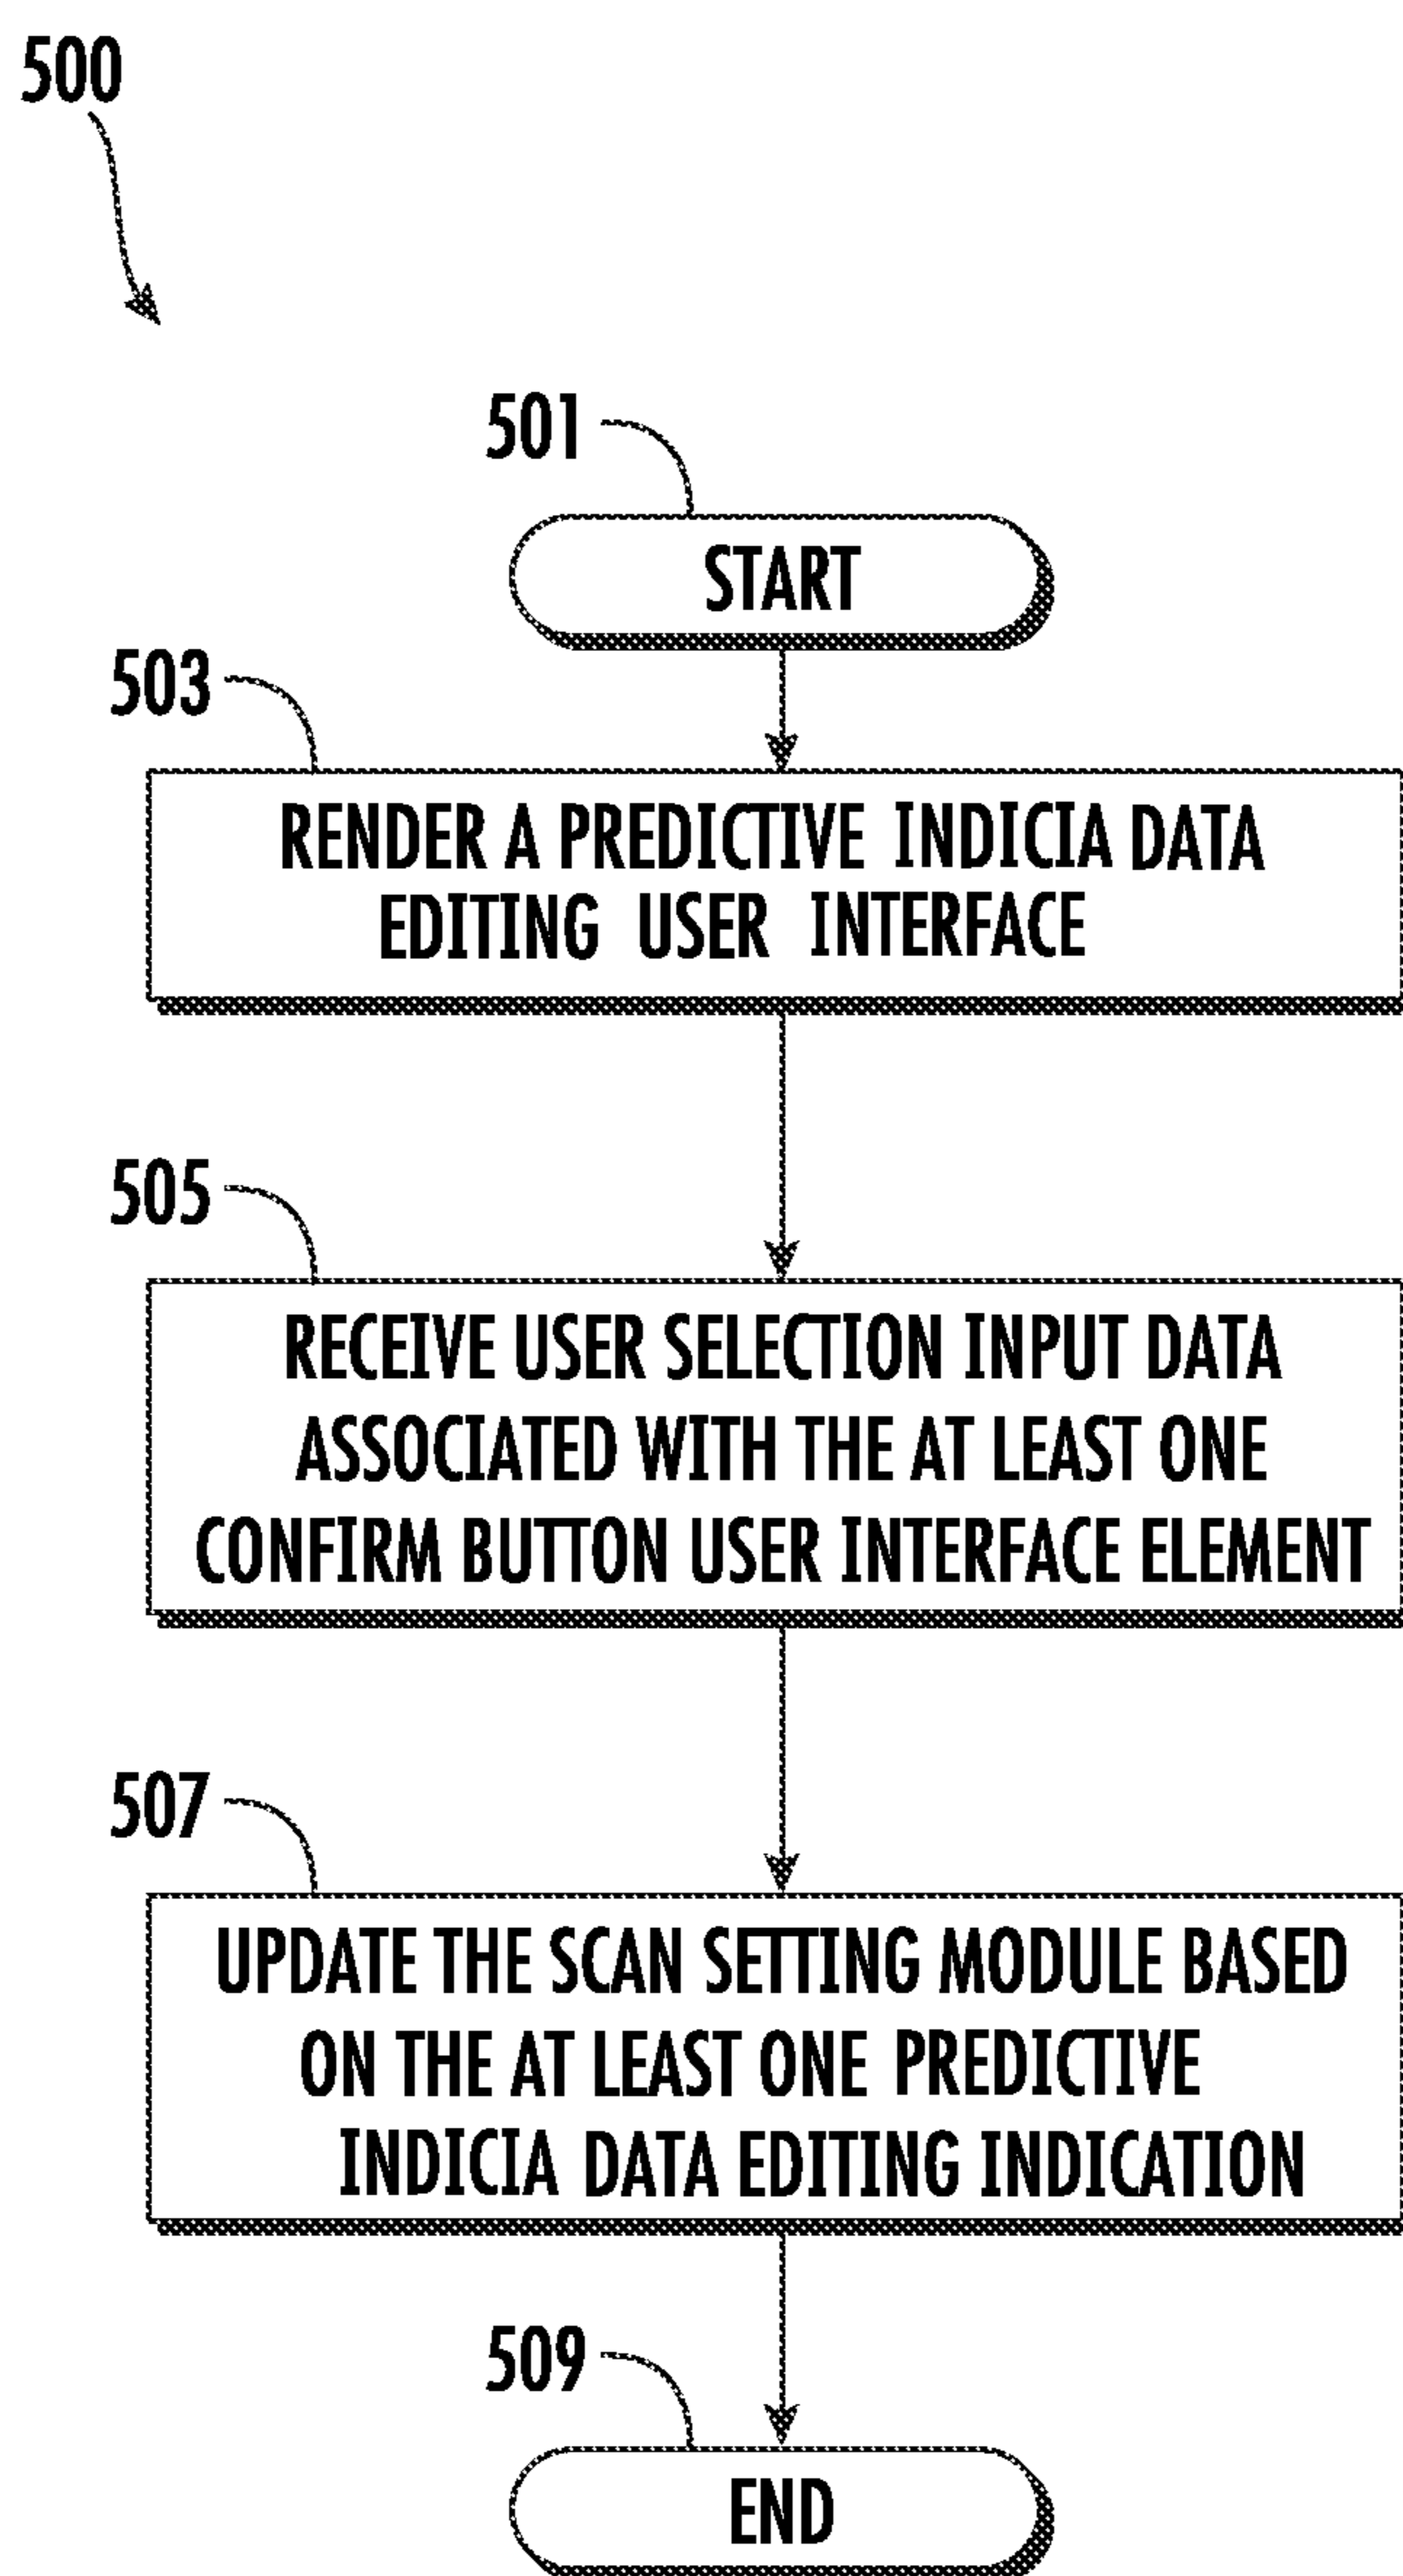 500
501
START
503
RENDER A PREDICTIVE INDICIA DATA
EDITING USER INTERFACE
505
RECEIVE USER SELECTION INPUT DATA
ASSOCIATED WITH THE AT LEAST ONE
CONFIRM BUTTON USER INTERFACE ELEMENT
507
UPDATE THE SCAN SETTING MODULE BASED
ON THE AT LEAST ONE PREDICTIVE
INDICIA DATA EDITING INDICATION
509
END